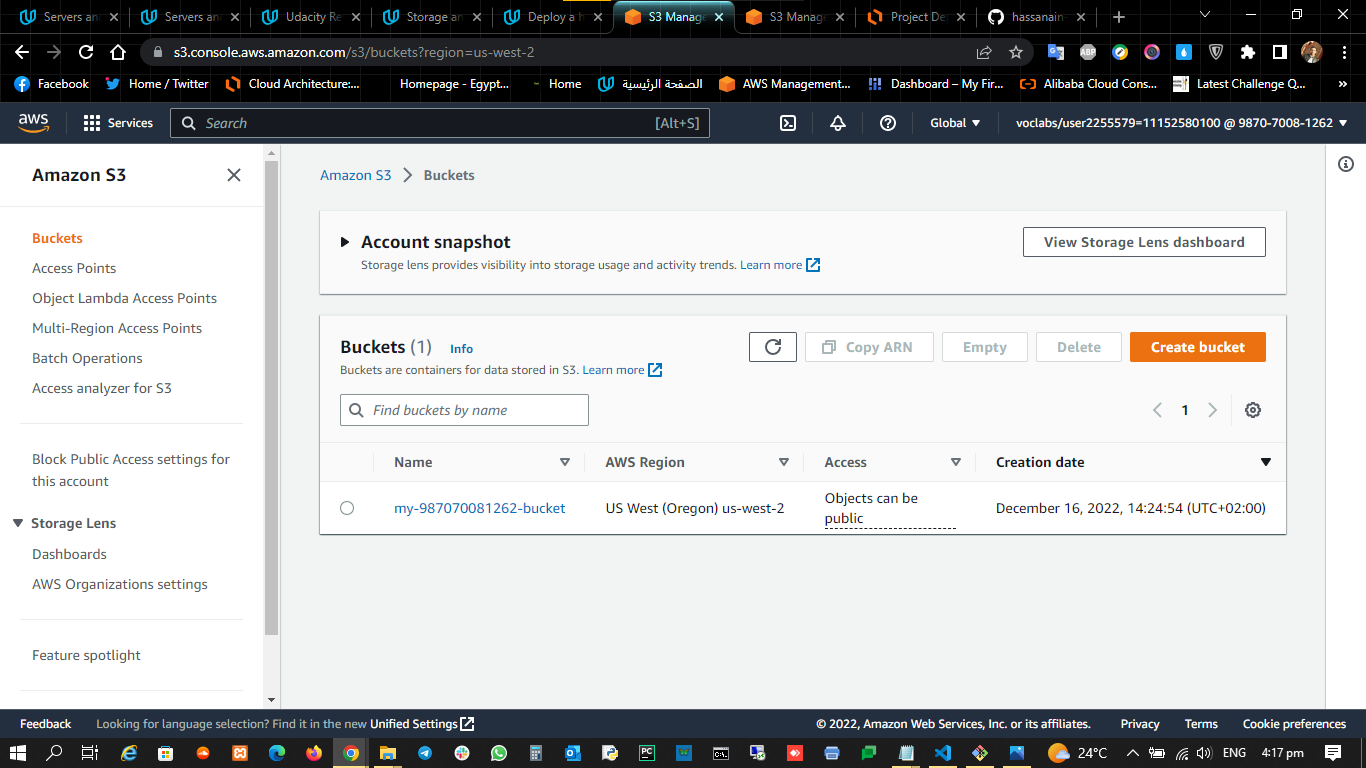 Servers an
Servers an
Udacity Re
Storage an
Deploy a h
S3 Manage
S3 Manage
Project De
hassanain-
s3.console.aws.amazon.com/s3/buckets?region=us-west-2
Facebook
Home / Twitter
Cloud Architecture:...
Homepage - Egypt...
Home
الصفحة الرئيسية
AWS Management...
Dashboard – My Fir...
Alibaba Cloud Cons...
Latest Challenge Q...
»
aws
Services
Search
[Alt+S]
Global
voclabs/user2255579=11152580100 @ 9870-7008-1262
Amazon S3
Buckets
Access Points
Object Lambda Access Points
Multi-Region Access Points
Batch Operations
Access analyzer for S3
Block Public Access settings for
this account
Storage Lens
Dashboards
AWS Organizations settings
Feature spotlight
Amazon S3 > Buckets
Account snapshot
Storage lens provides visibility into storage usage and activity trends. Learn more
View Storage Lens dashboard
Buckets (1) Info
Buckets are containers for data stored in S3. Learn more
Copy ARN
Empty
Delete
Create bucket
Find buckets by name
1
Name
AWS Region
Access
Creation date
my-987070081262-bucket
US West (Oregon) us-west-2
Objects can be
public
December 16, 2022, 14:24:54 (UTC+02:00)
Feedback
Looking for language selection? Find it in the new Unified Settings
© 2022, Amazon Web Services, Inc. or its affiliates.
Privacy
Terms
Cookie preferences
24°C
ENG
4:17 pm